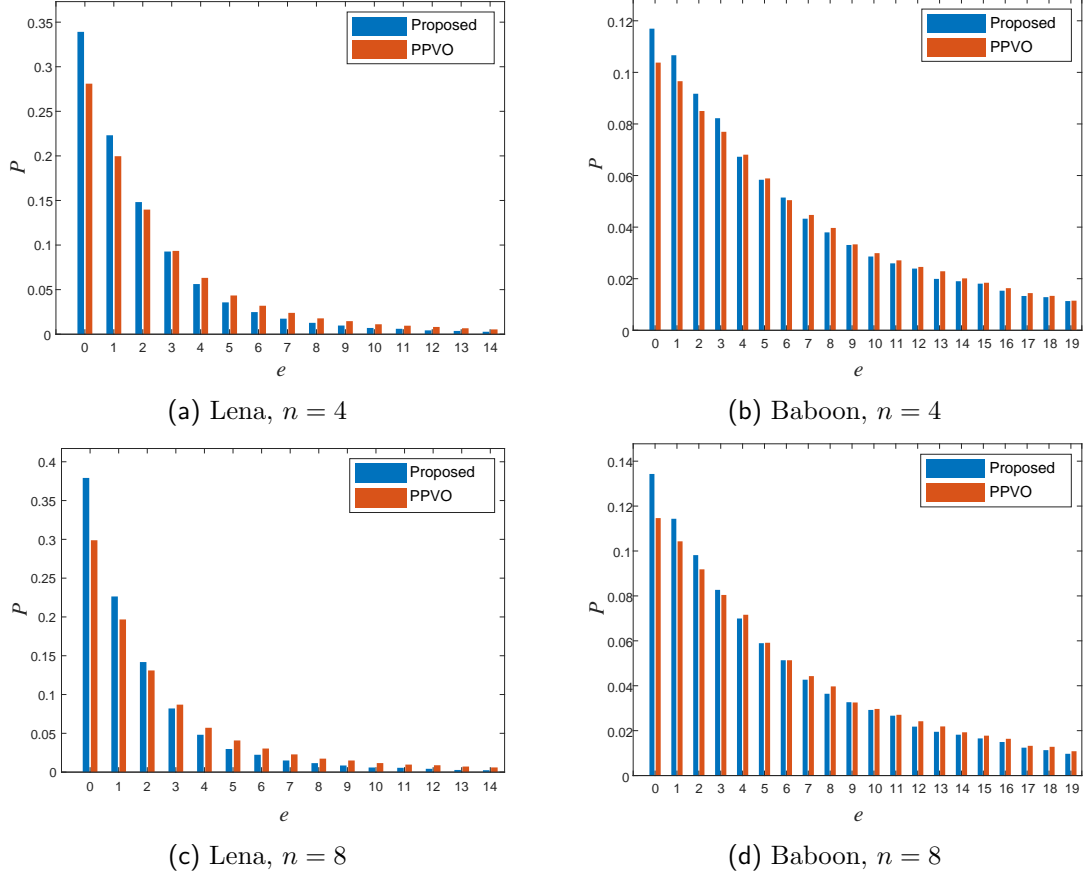 0.35
0.3
0.25
0.2
0.15
0.1
0.05
0
P
0 1 2 3 4 5 6 7 8 9 10 11 12 13 14
e
Proposed
PPVO
(a) Lena, n = 4
0.12
0.1
0.08
0.06
0.04
0.02
0
P
0 1 2 3 4 5 6 7 8 9 10 11 12 13 14 15 16 17 18 19
e
Proposed
PPVO
(b) Baboon, n = 4
0.4
0.35
0.3
0.25
0.2
0.15
0.1
0.05
0
P
0 1 2 3 4 5 6 7 8 9 10 11 12 13 14
e
Proposed
PPVO
(c) Lena, n = 8
0.14
0.12
0.1
0.08
0.06
0.04
0.02
0
P
0 1 2 3 4 5 6 7 8 9 10 11 12 13 14 15 16 17 18 19
e
Proposed
PPVO
(d) Baboon, n = 8